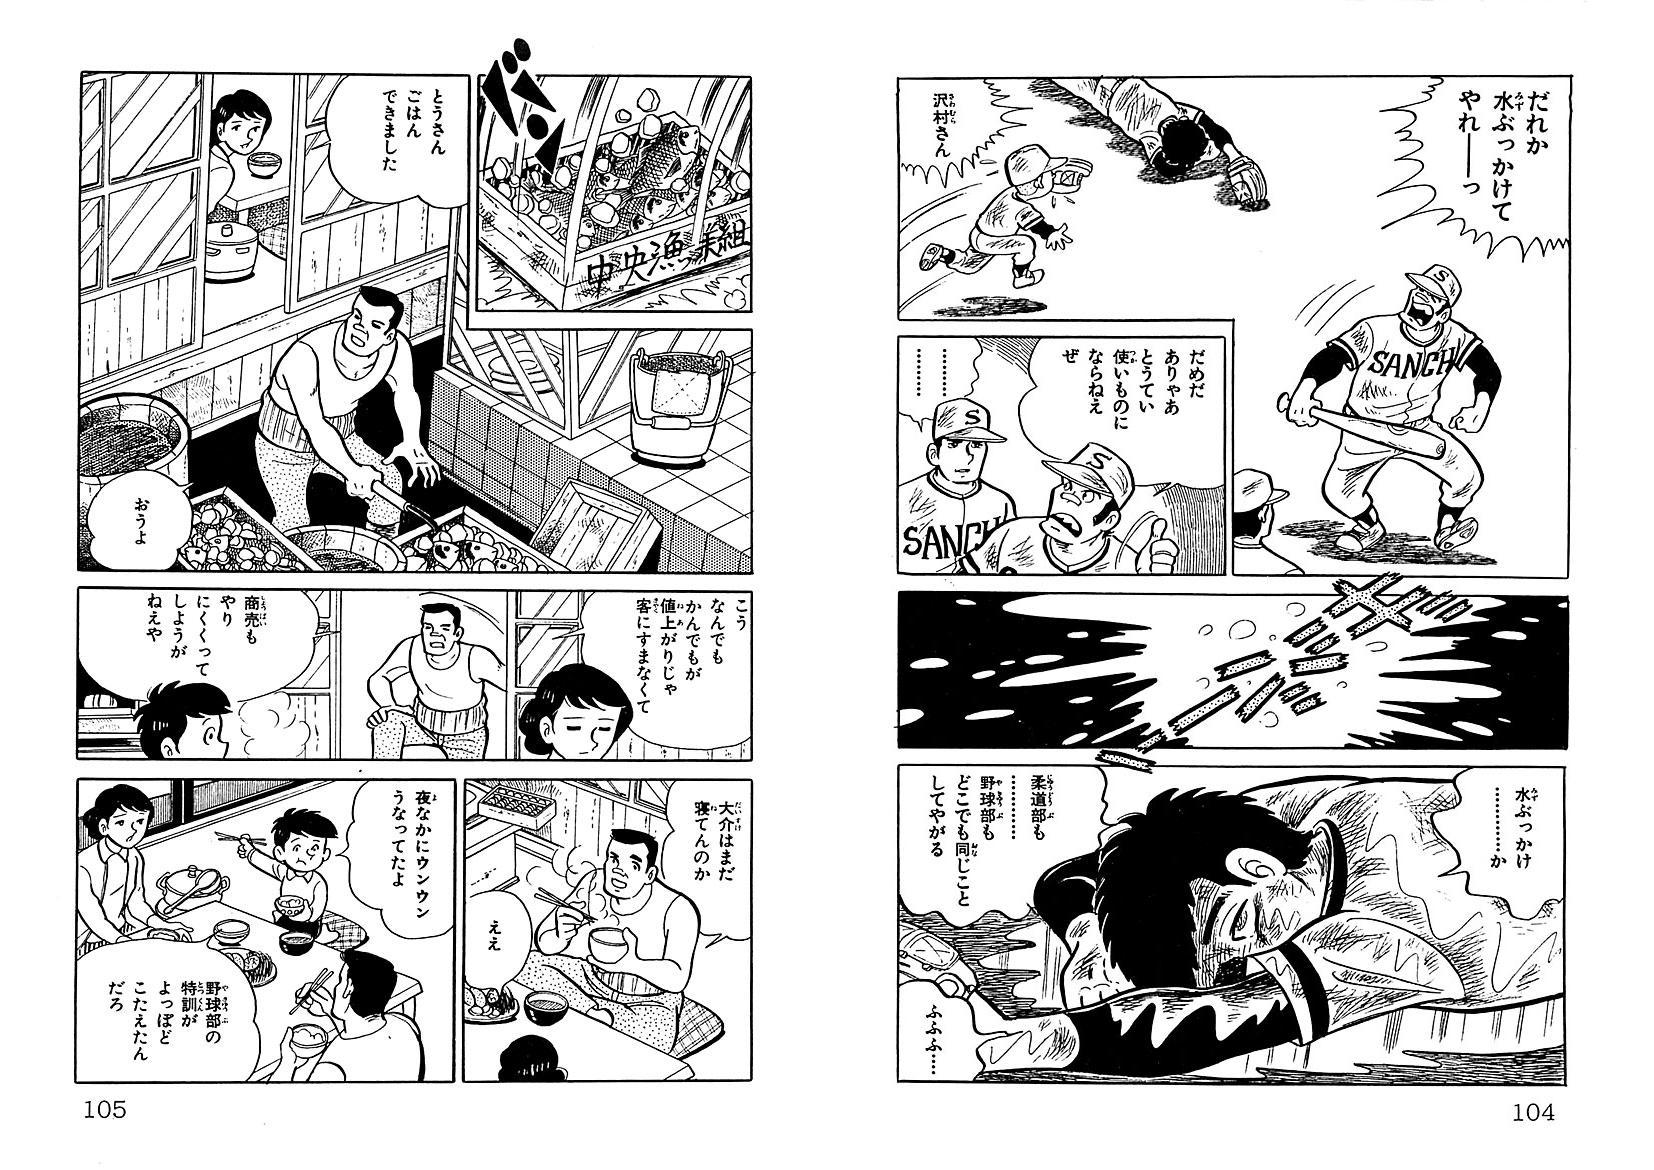 だれか
水ぶっかけて
やれ――っ
沢村さん
SANCH
S
だめだ
ありゃあ
とうてい
使いものに
ならねえ
ぜ
…………
S
S
SANCH
水ぶっかけ
…………か
柔道部も
…………
野球部も
どこでも同じこと
してやがる
ふふふ……
104
ドバ
中央漁業組
とうさん
ごはん
できました
おうよ
こう
なんでも
かんでもが
値上がりじゃ
客にすまなくて
商売も
やり
にくくって
しようが
ねえや
大介はまだ
寝てんのか
ええ
夜なかにウンウン
うなってたよ
野球部の
特訓が
よっぽど
こたえたん
だろ
105